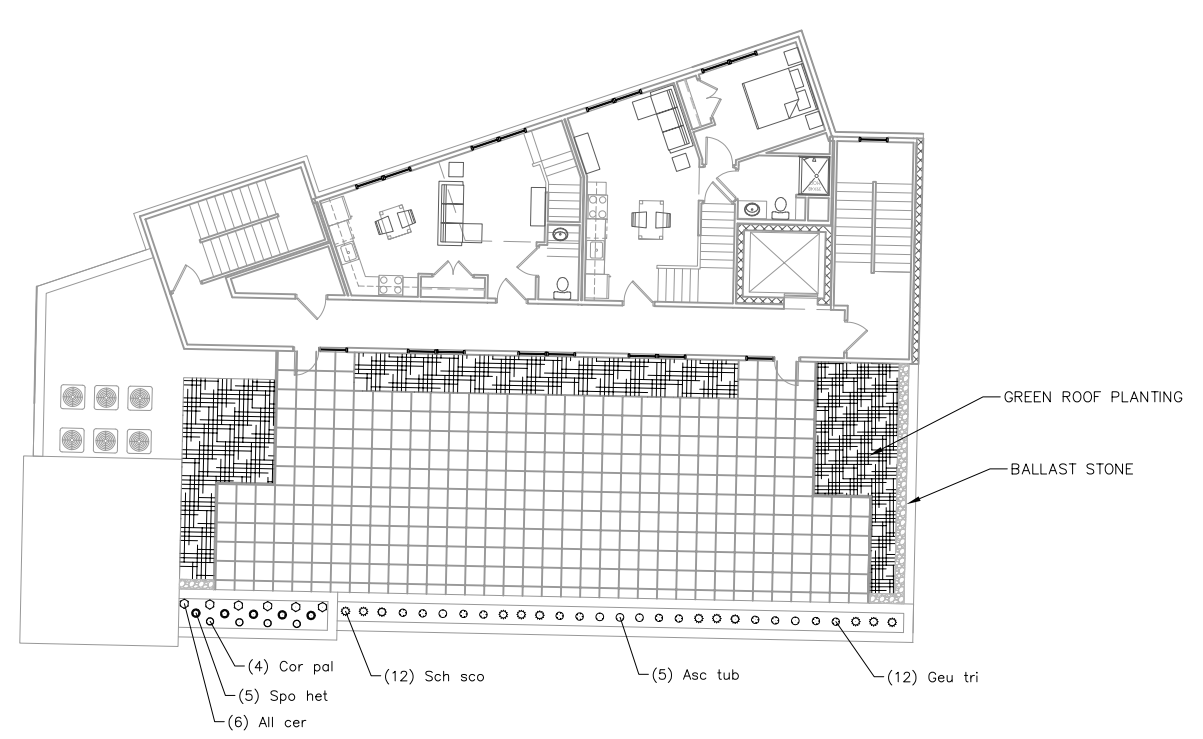 GREEN ROOF PLANTING
BALLAST STONE
(4) Cor pal
(12) Sch sco
(5) Asc tub
(12) Geu tri
(5) Spo het
(6) All cer